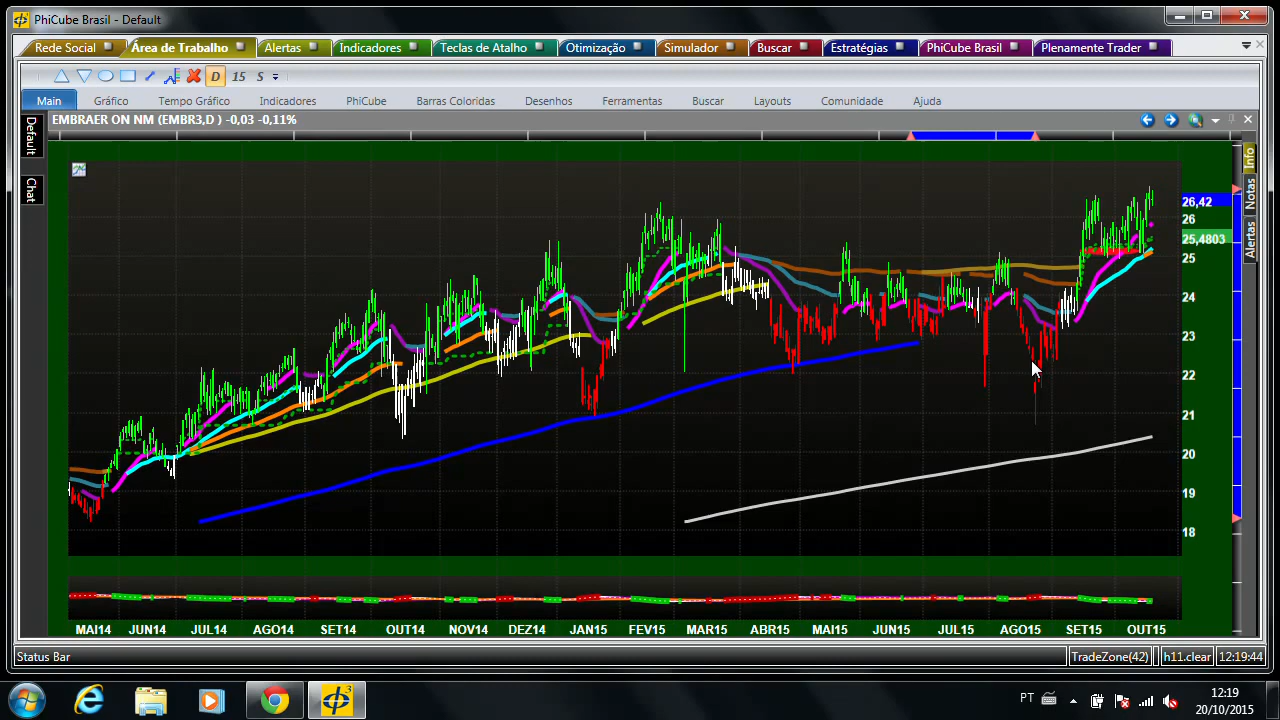 PhiCube Brasil - Default
Rede Social Área de Trabalho Alertas Indicadores Teclas de Atalho Otimização Simulador Buscar Estratégias PhiCube Brasil Plenamente Trader
D 15 S
Main Gráfico Tempo Gráfico Indicadores PhiCube Barras Coloridas Desenhos Ferramentas Buscar Layouts Comunidade Ajuda
EMBRAER ON NM (EMBR3,D ) -0,03 -0,11%
Default
Chat
Info
Notas
Alertas
26,42
26
25,4803
25
24
23
22
21
20
19
18
MAI14 JUN14 JUL14 AGO14 SET14 OUT14 NOV14 DEZ14 JAN15 FEV15 MAR15 ABR15 MAI15 JUN15 JUL15 AGO15 SET15 OUT15
Status Bar TradeZone(42) h11.clear 12:19:44
PT
12:19
20/10/2015